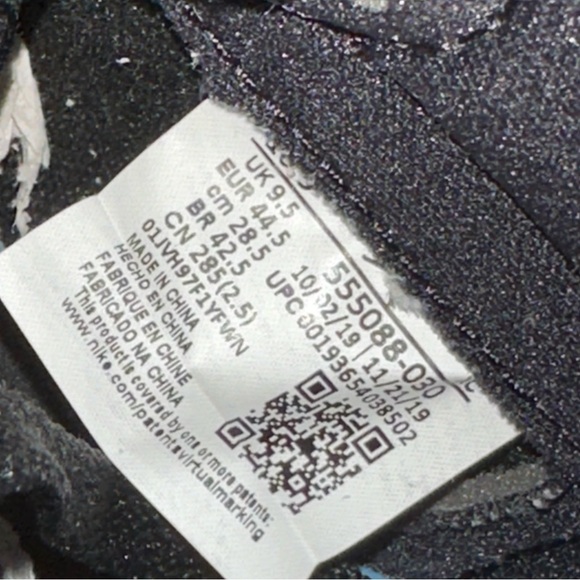 UK 9.5
EUR 44.5
cm 28.5
BR 42.5
CN 285(2.5)
01JVH97F1YFWN
555088-030
10/02/19 | 11/21/19
UPC 00193654038502
MADE IN CHINA
HECHO EN CHINA
FABRIQUE EN CHINE
FABRICADO NA CHINA
This product is covered by one or more patents:
www.nike.com/patentsvirtualmarking